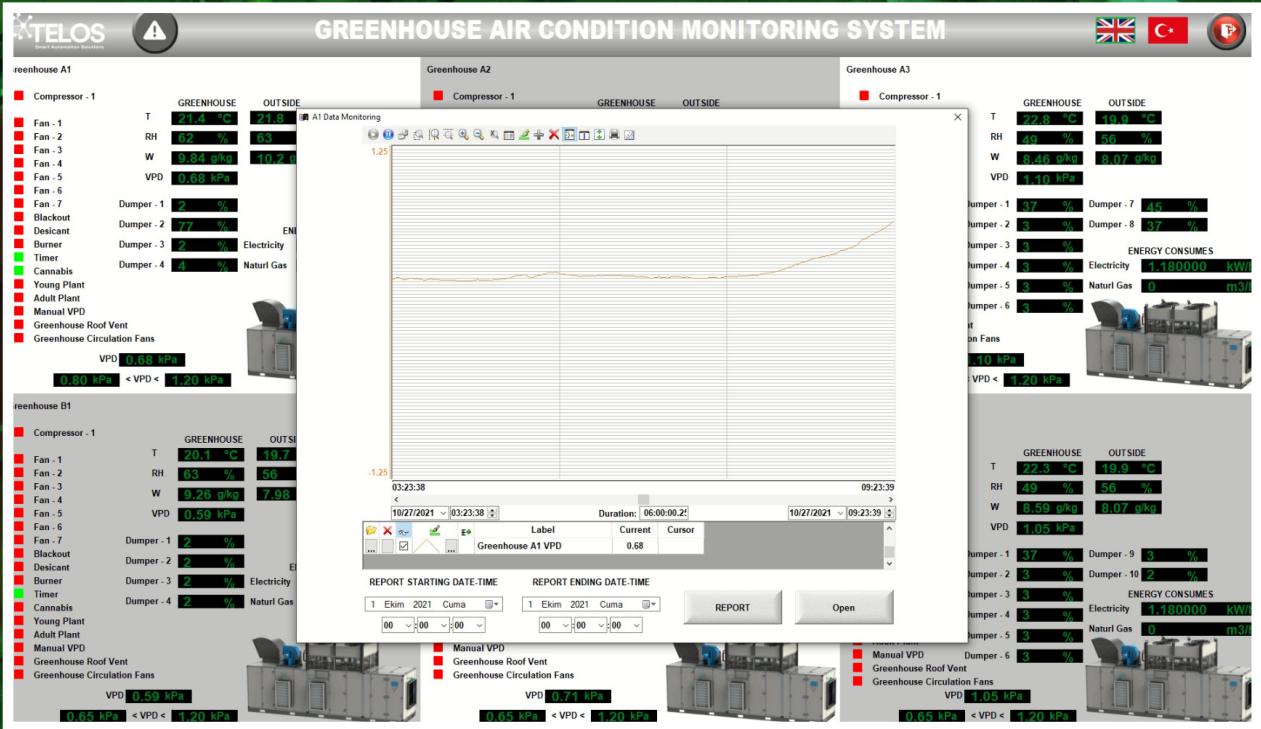 TELOS
Smart Automation Solutions
GREENHOUSE AIR CONDITION MONITORING SYSTEM
reenhouse A1
Compressor - 1
GREENHOUSE OUTSIDE
T 21.4 °C 21.8
RH 62 % 63
W 9.84 g/kg 10.2 g
VPD 0.68 kPa
Fan - 1
Fan - 2
Fan - 3
Fan - 4
Fan - 5
Fan - 6
Fan - 7
Blackout
Desicant
Burner
Timer
Cannabis
Young Plant
Adult Plant
Manual VPD
Greenhouse Roof Vent
Greenhouse Circulation Fans
Dumper - 1 2 %
Dumper - 2 77 %
Dumper - 3 2 %
Dumper - 4 4 %
EN
Electricity
Naturl Gas
VPD 0.68 kPa
0.80 kPa < VPD < 1.20 kPa
Greenhouse A2
Compressor - 1
GREENHOUSE OUTSIDE
Greenhouse A3
Compressor - 1
GREENHOUSE OUTSIDE
T 22.8 °C 19.9 °C
RH 49 % 56 %
W 8.46 g/kg 8.07 g/kg
VPD 1.10 kPa
Dumper - 1 37 % Dumper - 7 45 %
Dumper - 2 3 % Dumper - 8 37 %
Dumper - 3 3 %
Dumper - 4 3 %
Dumper - 5 3 %
Dumper - 6 3 %
ENERGY CONSUMES
Electricity 1.180000 kW/
Naturl Gas 0 m3/
nt
on Fans
1.10 kPa
< VPD < 1.20 kPa
A1 Data Monitoring
1.25
-1.25
03:23:38 09:23:39
10/27/2021 03:23:38 Duration: 06:00:00.25 10/27/2021 09:23:39
Label Current Cursor
Greenhouse A1 VPD 0.68
REPORT STARTING DATE-TIME REPORT ENDING DATE-TIME
1 Ekim 2021 Cuma 1 Ekim 2021 Cuma
00 : 00 : 00 00 : 00 : 00
REPORT Open
reenhouse B1
Compressor - 1
GREENHOUSE OUTSI
T 20.1 °C 19.7
RH 63 % 56
W 9.26 g/kg 7.98
VPD 0.59 kPa
Fan - 1
Fan - 2
Fan - 3
Fan - 4
Fan - 5
Fan - 6
Fan - 7
Blackout
Desicant
Burner
Timer
Cannabis
Young Plant
Adult Plant
Manual VPD
Greenhouse Roof Vent
Greenhouse Circulation Fans
Dumper - 1 2 %
Dumper - 2 2 %
Dumper - 3 2 %
Dumper - 4 2 %
E
Electricity
Naturl Gas
VPD 0.59 kPa
0.65 kPa < VPD < 1.20 kPa
Manual VPD
Greenhouse Roof Vent
Greenhouse Circulation Fans
VPD 0.71 kPa
0.65 kPa < VPD < 1.20 kPa
GREENHOUSE OUTSIDE
T 22.3 °C 19.9 °C
RH 49 % 56 %
W 8.59 g/kg 8.07 g/kg
VPD 1.05 kPa
Dumper - 1 37 % Dumper - 9 3 %
Dumper - 2 3 % Dumper - 10 2 %
Dumper - 3 3 %
Dumper - 4 3 %
Dumper - 5 3 %
Dumper - 6 3 %
ENERGY CONSUMES
Electricity 1.180000 kW/
Naturl Gas 0 m3/
Manual VPD
Greenhouse Roof Vent
Greenhouse Circulation Fans
VPD 1.05 kPa
0.65 kPa < VPD < 1.20 kPa